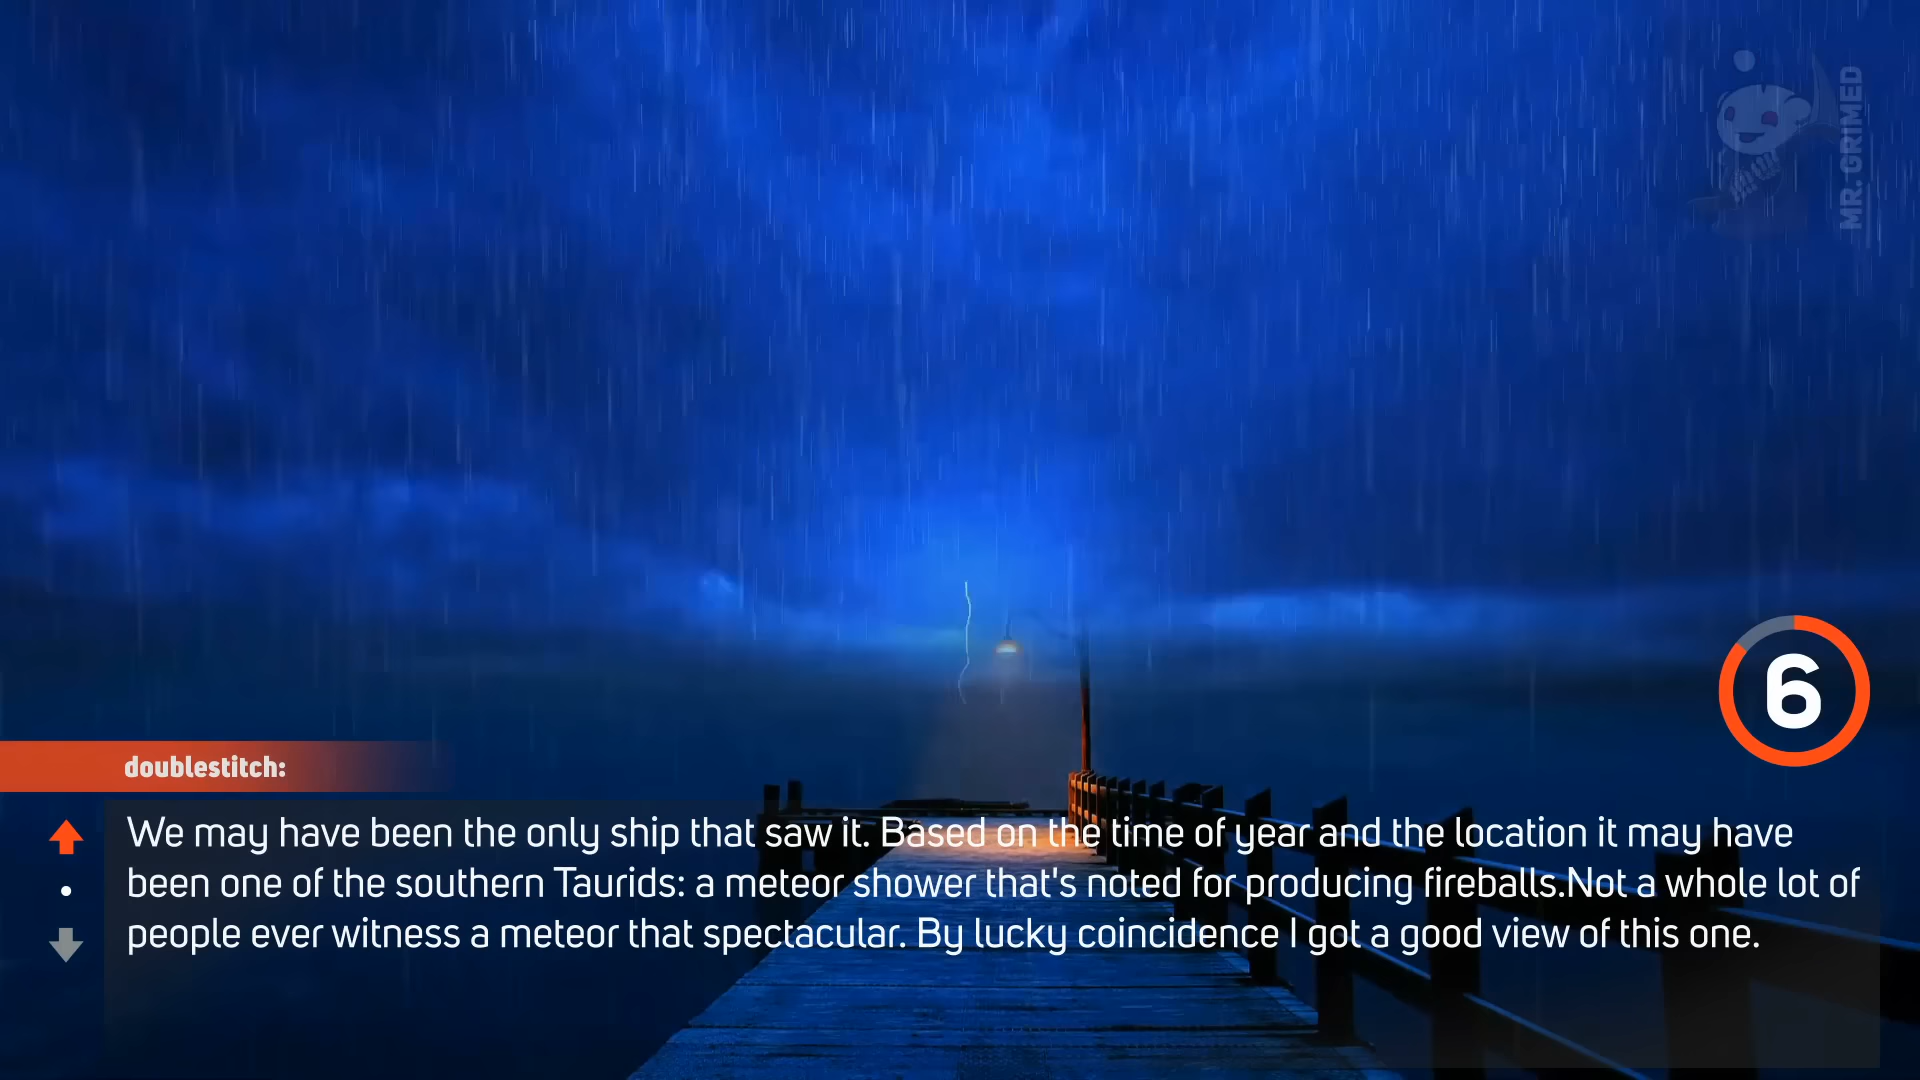 MR. GRIMED
6
doublestitch:
We may have been the only ship that saw it. Based on the time of year and the location it may have
been one of the southern Taurids: a meteor shower that's noted for producing fireballs.Not a whole lot of
people ever witness a meteor that spectacular. By lucky coincidence I got a good view of this one.